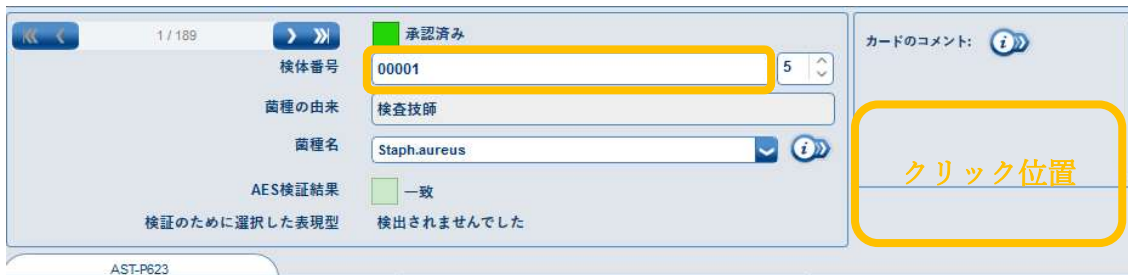 1 / 189
承認済み
検体番号
00001
5
菌種の由来
検査技師
菌種名
Staph.aureus
AES検証結果
一致
検証のために選択した表現型
検出されませんでした
カードのコメント:
クリック位置
AST-P623